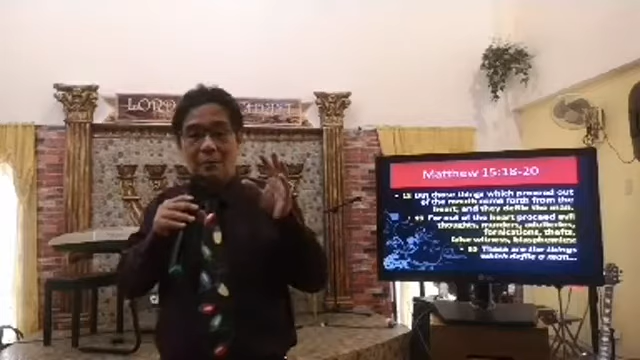 LORD
Matthew 15:18-20
18 But those things which proceed out
of the mouth come forth from the
heart; and they defile the man.
19 For out of the heart proceed evil
thoughts, murders, adulteries,
fornications, thefts,
false witness, blasphemies:
20 These are the things
which defile a man...
LG